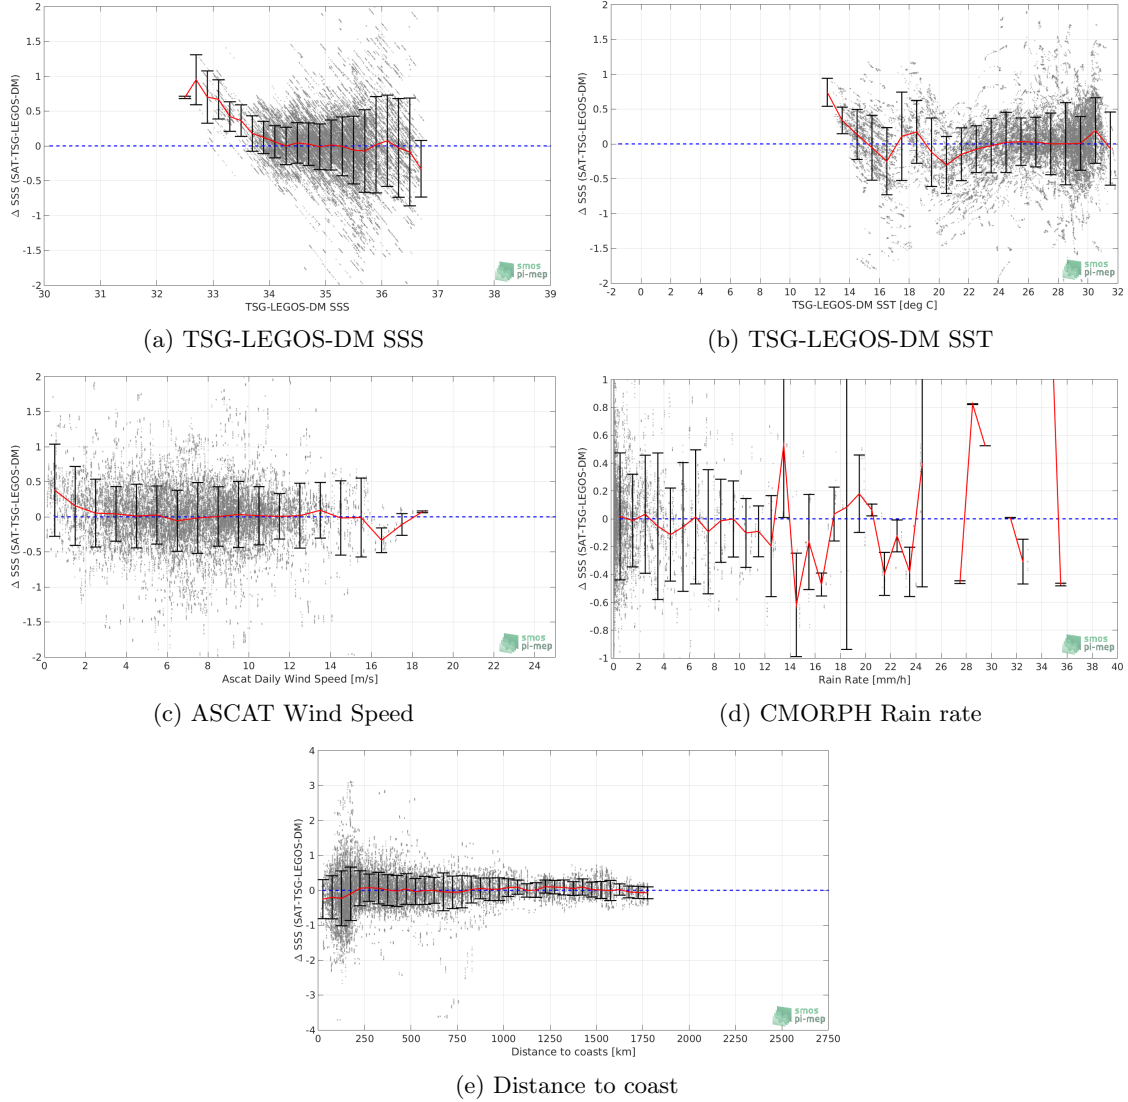 2
1.5
1
0.5
0
-0.5
-1
-1.5
-2
Δ SSS (SAT-TSG-LEGOS-DM)
30 31 32 33 34 35 36 37 38 39
TSG-LEGOS-DM SSS
smos
pi-mep
(a) TSG-LEGOS-DM SSS
2
1.5
1
0.5
0
-0.5
-1
-1.5
-2
Δ SSS (SAT-TSG-LEGOS-DM)
-2 0 2 4 6 8 10 12 14 16 18 20 22 24 26 28 30 32
TSG-LEGOS-DM SST [deg C]
smos
pi-mep
(b) TSG-LEGOS-DM SST
2
1.5
1
0.5
0
-0.5
-1
-1.5
-2
Δ SSS (SAT-TSG-LEGOS-DM)
0 2 4 6 8 10 12 14 16 18 20 22 24
Ascat Daily Wind Speed [m/s]
smos
pi-mep
(c) ASCAT Wind Speed
1
0.8
0.6
0.4
0.2
0
-0.2
-0.4
-0.6
-0.8
-1
Δ SSS (SAT-TSG-LEGOS-DM)
0 2 4 6 8 10 12 14 16 18 20 22 24 26 28 30 32 34 36 38 40
Rain Rate [mm/h]
smos
pi-mep
(d) CMORPH Rain rate
4
3
2
1
0
-1
-2
-3
-4
Δ SSS (SAT-TSG-LEGOS-DM)
0 250 500 750 1000 1250 1500 1750 2000 2250 2500 2750
Distance to coasts [km]
smos
pi-mep
(e) Distance to coast